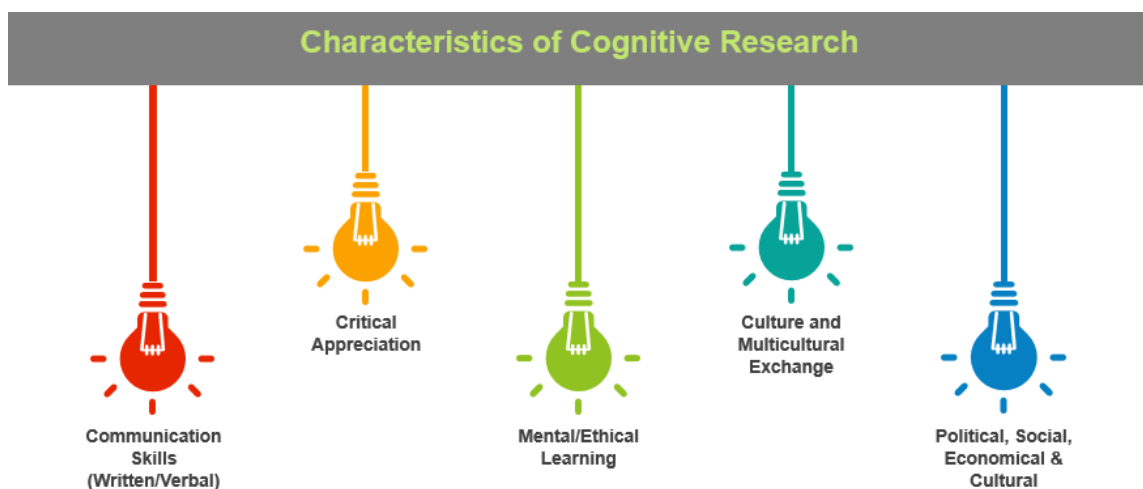 Characteristics of Cognitive Research
Critical
Appreciation
Culture and
Multicultural
Exchange
Communication
Skills
(Written/Verbal)
Mental/Ethical
Learning
Political, Social,
Economical &
Cultural